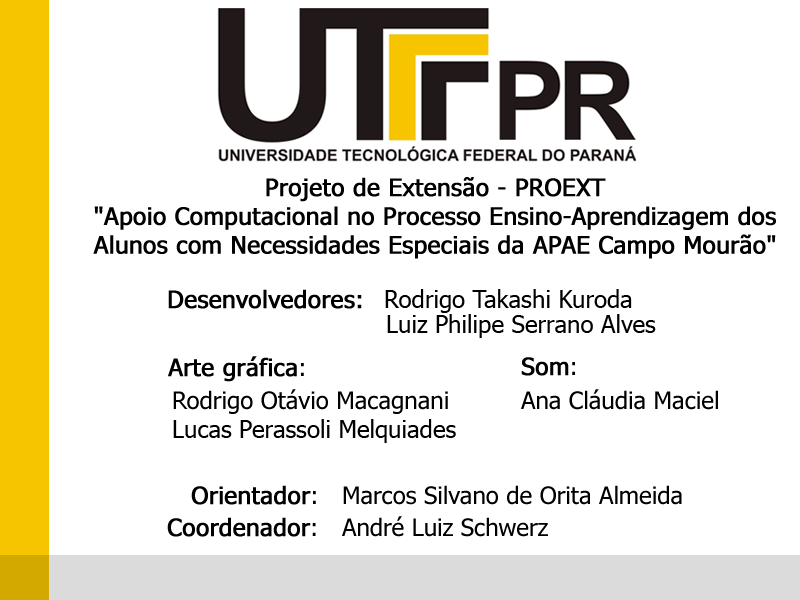 UTFPR
UNIVERSIDADE TECNOLÓGICA FEDERAL DO PARANÁ
Projeto de Extensão - PROEXT
"Apoio Computacional no Processo Ensino-Aprendizagem dos
Alunos com Necessidades Especiais da APAE Campo Mourão"
Desenvolvedores: Rodrigo Takashi Kuroda
Luiz Philipe Serrano Alves
Arte gráfica:
Rodrigo Otávio Macagnani
Lucas Perassoli Melquiades
Som:
Ana Cláudia Maciel
Orientador: Marcos Silvano de Orita Almeida
Coordenador: André Luiz Schwerz